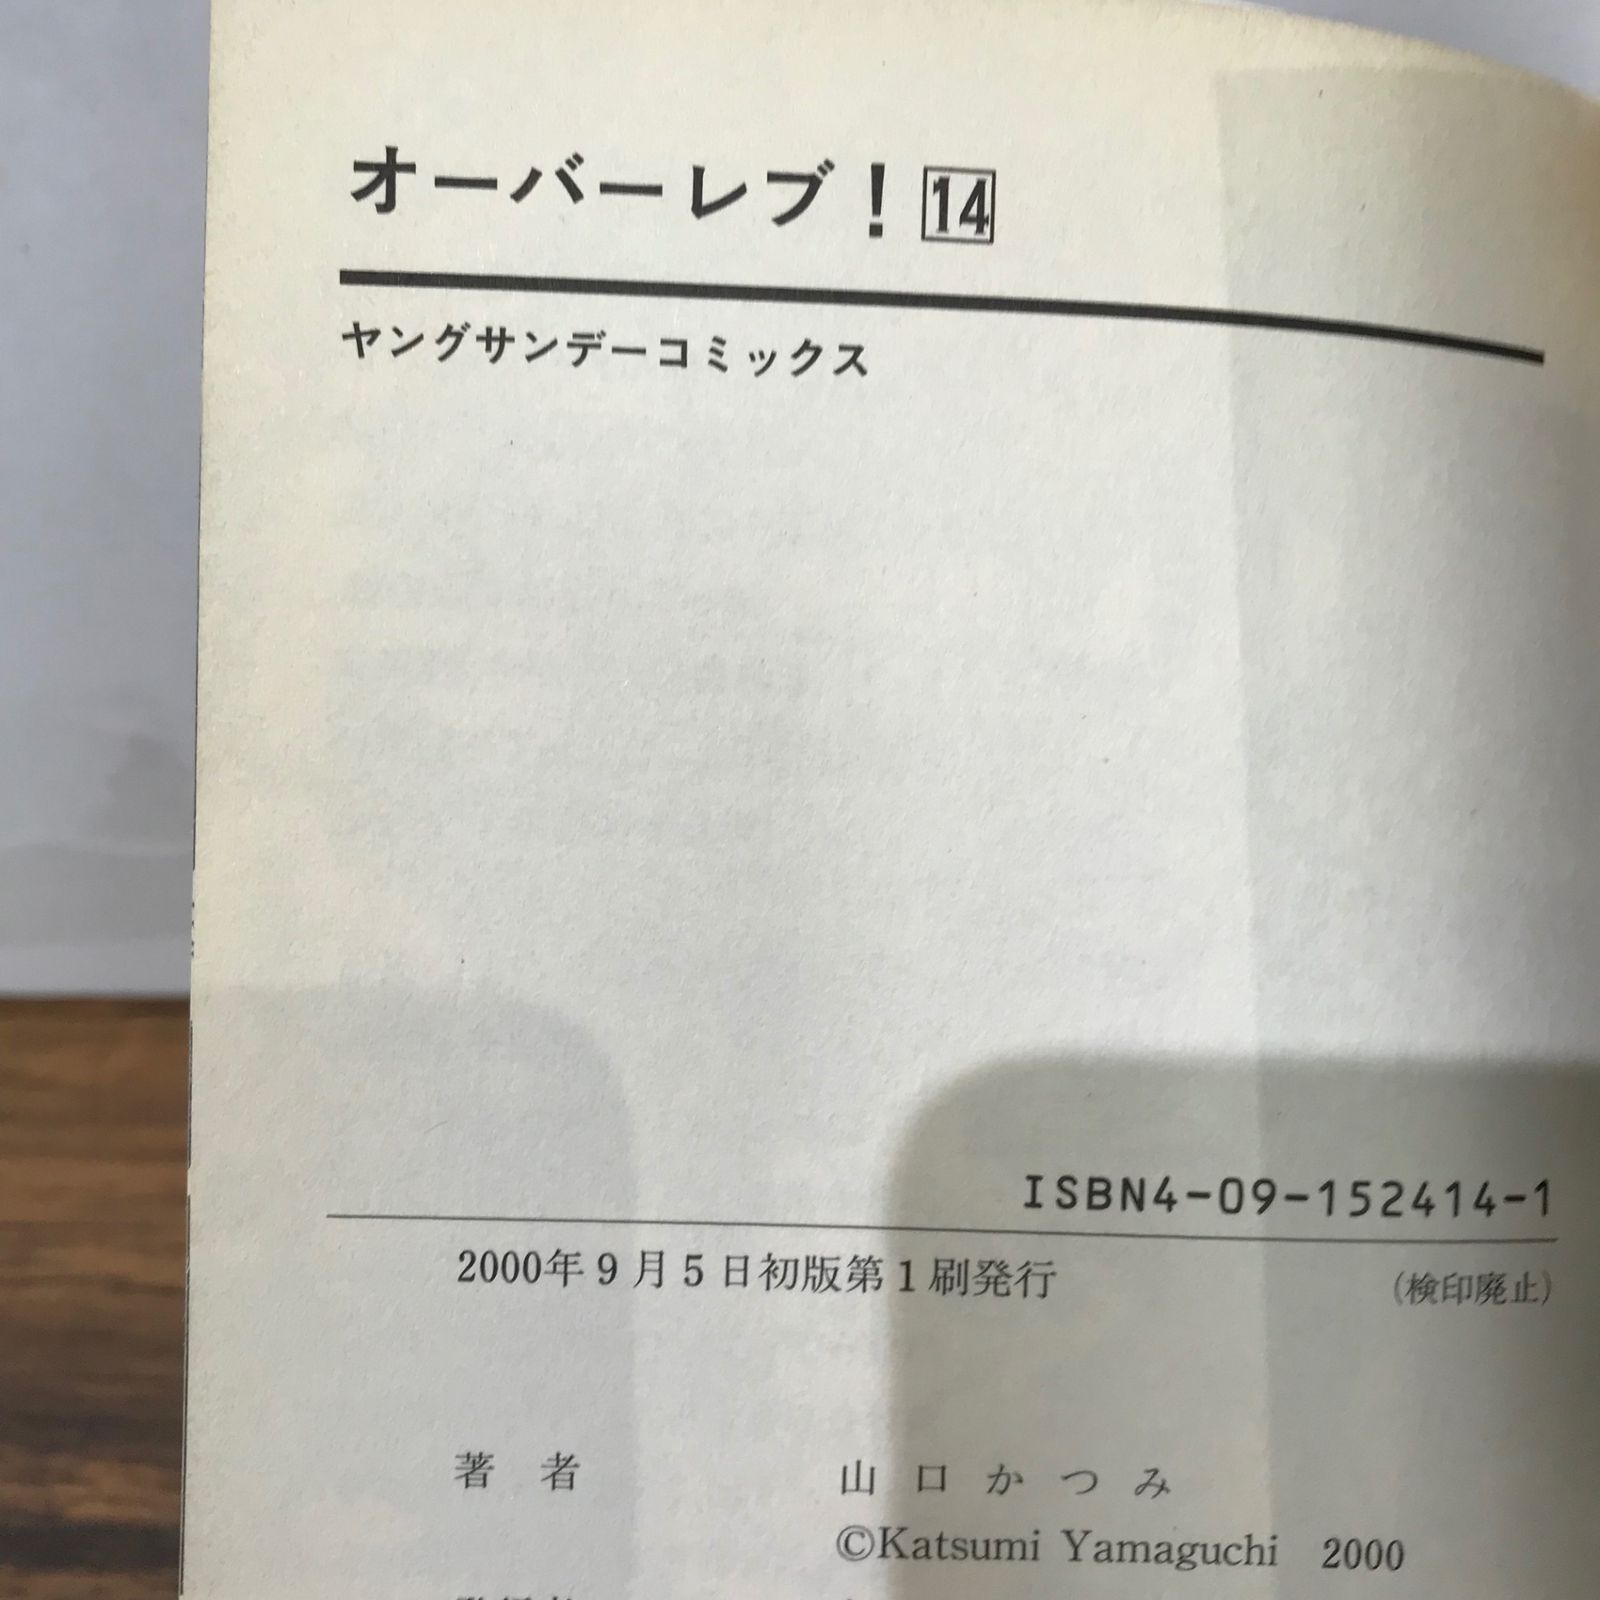 オーバーレブ！14
ヤングサンデーコミックス
ISBN4-09-152414-1
2000年9月5日初版第1刷発行 (検印廃止)
著者 山口かつみ
©Katsumi Yamaguchi 2000